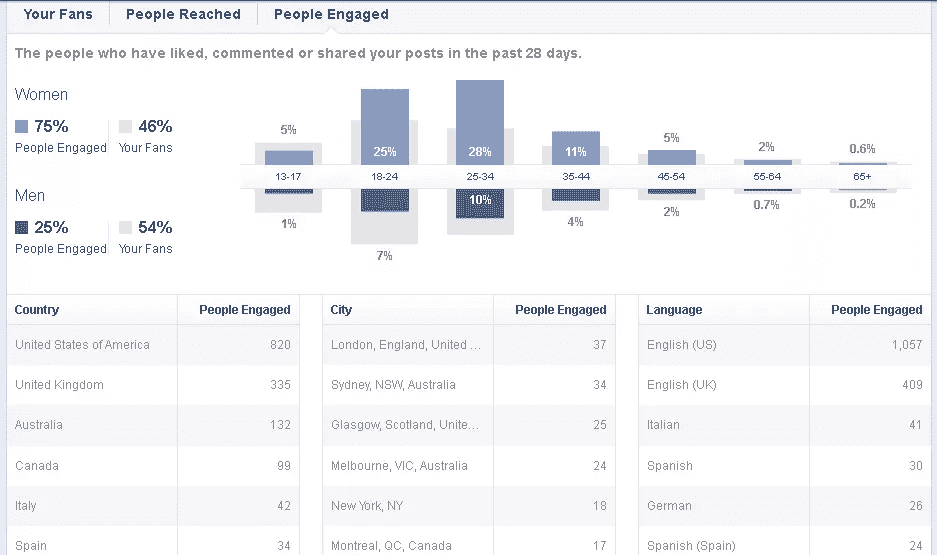 Your Fans People Reached People Engaged
The people who have liked, commented or shared your posts in the past 28 days.
Women
75% 46%
People Engaged Your Fans
Men
25% 54%
People Engaged Your Fans
5% 25% 28% 11% 5% 2% 0.6%
13-17 18-24 25-34 35-44 45-54 55-64 65+
1% 7% 10% 4% 2% 0.7% 0.2%
Country People Engaged City People Engaged Language People Engaged
United States of America 820 London, England, United ... 37 English (US) 1,057
United Kingdom 335 Sydney, NSW, Australia 34 English (UK) 409
Australia 132 Glasgow, Scotland, Unite... 25 Italian 41
Canada 99 Melbourne, VIC, Australia 24 Spanish 30
Italy 42 New York, NY 18 German 26
Spain 34 Montreal, QC, Canada 17 Spanish (Spain) 24